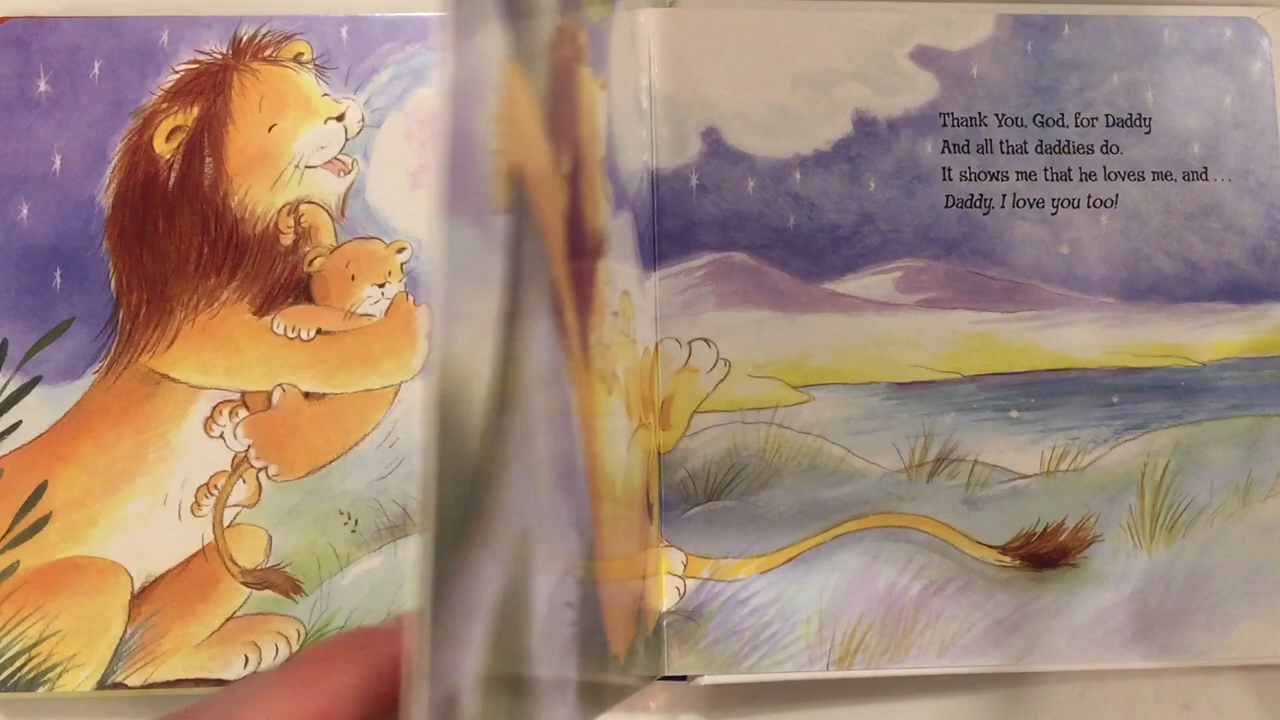 Thank You, God, for Daddy
And all that daddies do.
It shows me that he loves me, and . . .
Daddy, I love you too!